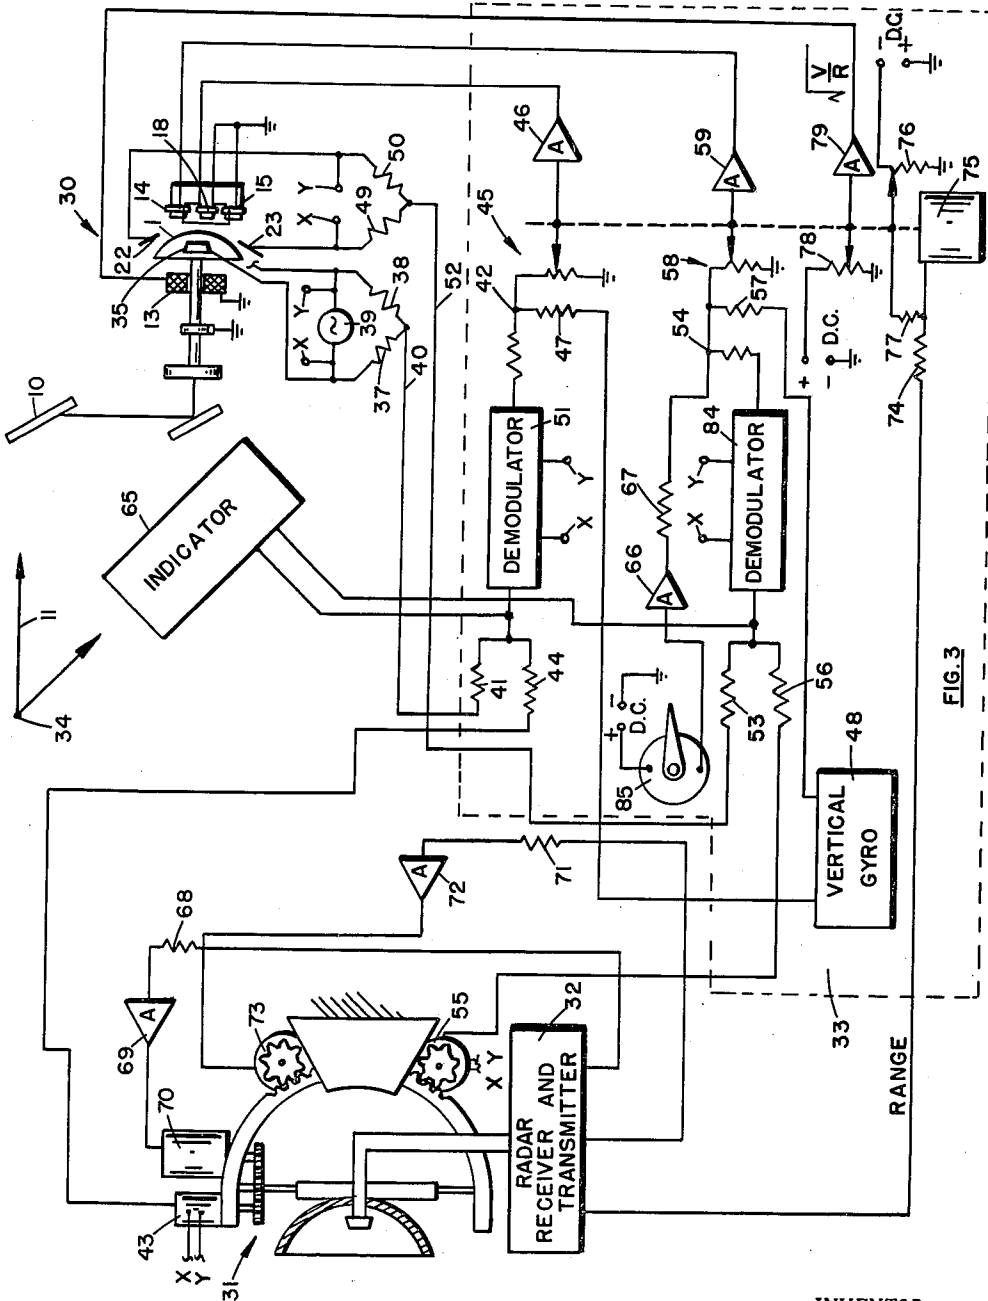 10
30
14
18
1
22
35
13
23
15
50
49
X
Y
38
39
X
Y
37
40
52
45
42
46
A
47
59
A
58
57
54
79
A
V
R
78
D.C.
-
+
76
75
+
-
D.C.
77
74
34
11
65
INDICATOR
DEMODULATOR
51
X
Y
41
44
67
66
A
84
DEMODULATOR
X
Y
85
+
-
D.C.
53
56
48
VERTICAL
GYRO
FIG. 3
33
RANGE
71
A
72
68
A
69
73
55
X Y
32
RADAR
RECEIVER AND
TRANSMITTER
70
43
X
Y
31